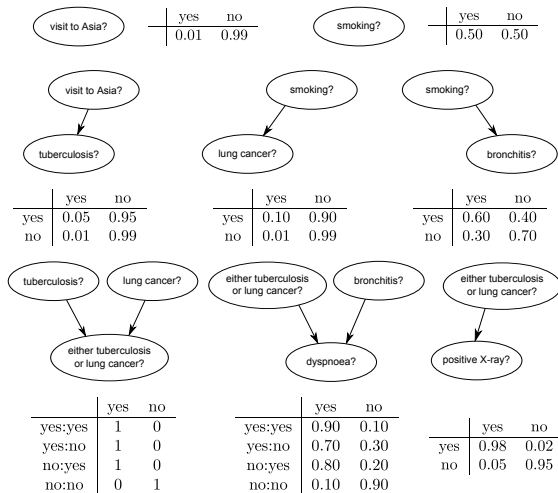 visit to Asia?
yes no
0.01 0.99
smoking?
yes no
0.50 0.50
visit to Asia?
tuberculosis?
yes no
yes 0.05 0.95
no 0.01 0.99
smoking?
lung cancer?
yes no
yes 0.10 0.90
no 0.01 0.99
smoking?
bronchitis?
yes no
yes 0.60 0.40
no 0.30 0.70
tuberculosis?
lung cancer?
either tuberculosis
or lung cancer?
yes no
yes:yes 1 0
yes:no 1 0
no:yes 1 0
no:no 0 1
either tuberculosis
or lung cancer?
bronchitis?
dyspnoea?
yes no
yes:yes 0.90 0.10
yes:no 0.70 0.30
no:yes 0.80 0.20
no:no 0.10 0.90
either tuberculosis
or lung cancer?
positive X-ray?
yes no
yes 0.98 0.02
no 0.05 0.95